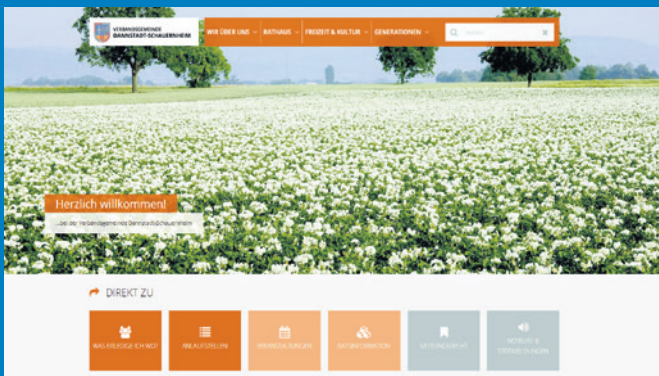 VERBANDSGEMEINDE
DANNSTADT-SCHAUERNHEIM
WIR ÜBER UNS
RATHAUS
FREIZEIT & KULTUR
GENERATIONEN
Herzlich willkommen!
...bei der Verbandsgemeinde Dannstadt-Schauernheim
DIREKT ZU
WAS ERLEDIGE ICH WO?
ANLAUFSTELLEN
VERANSTALTUNGEN
RATSINFORMATION